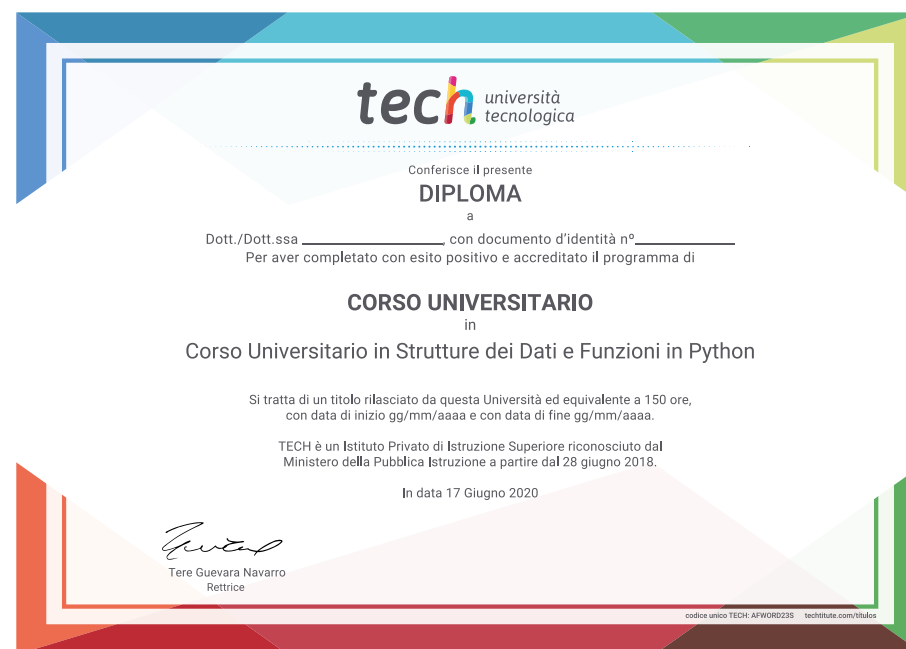 tech università
tecnologica
Conferisce il presente
DIPLOMA
a
Dott./Dott.ssa ____________________, con documento d'identità nº______________
Per aver completato con esito positivo e accreditato il programma di
CORSO UNIVERSITARIO
in
Corso Universitario in Strutture dei Dati e Funzioni in Python
Si tratta di un titolo rilasciato da questa Università ed equivalente a 150 ore,
con data di inizio gg/mm/aaaa e con data di fine gg/mm/aaaa.
TECH è un Istituto Privato di Istruzione Superiore riconosciuto dal
Ministero della Pubblica Istruzione a partire dal 28 giugno 2018.
In data 17 Giugno 2020
Tere Guevara Navarro
Rettrice
codice unico TECH: AFWORD23S techtitute.com/titulos